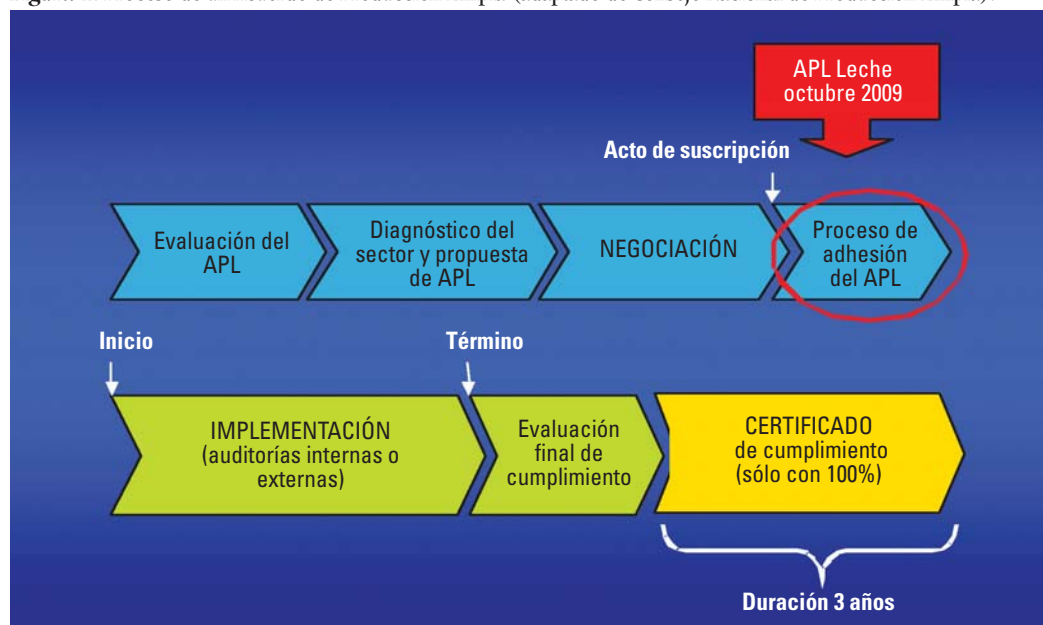 APL Leche
octubre 2009
Acto de suscripción
Evaluación del
APL
Diagnóstico del
sector y propuesta
de APL
NEGOCIACIÓN
Proceso de
adhesión
del APL
Inicio
Término
IMPLEMENTACIÓN
(auditorías internas o
externas)
Evaluación
final de
cumplimiento
CERTIFICADO
de cumplimiento
(sólo con 100%)
Duración 3 años